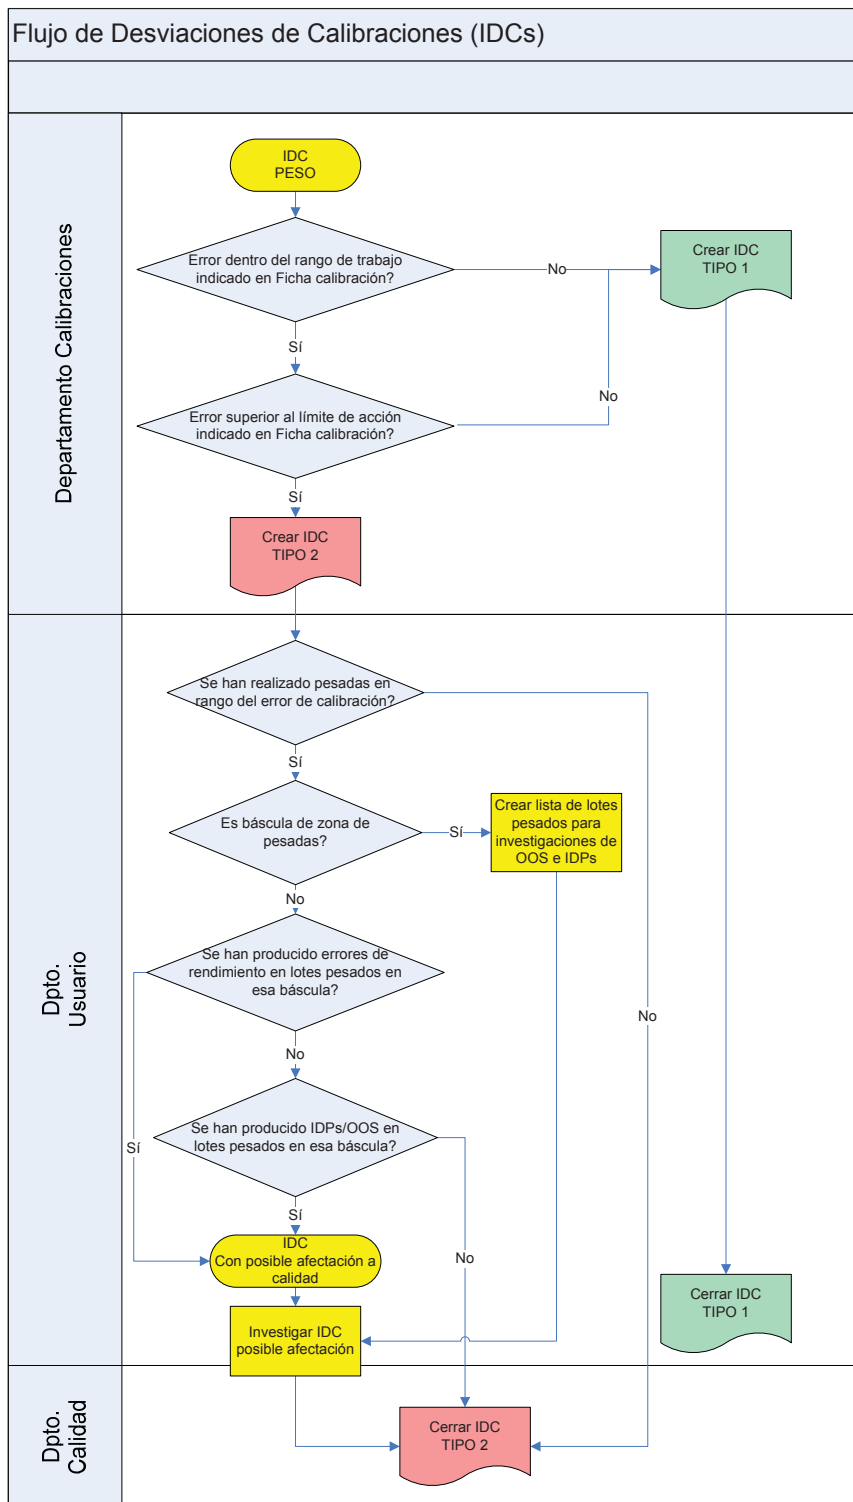 Flujo de Desviaciones de Calibraciones (IDCs)
Departamento Calibraciones
IDC
PESO
Error dentro del rango de trabajo
indicado en Ficha calibración?
No
Crear IDC
TIPO 1
Sí
Error superior al límite de acción
indicado en Ficha calibración?
No
Sí
Crear IDC
TIPO 2
Dpto.
Usuario
Se han realizado pesadas en
rango del error de calibración?
Sí
Es báscula de zona de
pesadas?
Sí
Crear lista de lotes
pesados para
investigaciones de
OOS e IDPs
No
Se han producido errores de
rendimiento en lotes pesados en
esa báscula?
No
No
Se han producido IDPs/OOS en
lotes pesados en esa báscula?
Sí
Sí
IDC
Con posible afectación a
calidad
No
Investigar IDC
posible afectación
Cerrar IDC
TIPO 1
Dpto.
Calidad
Cerrar IDC
TIPO 2